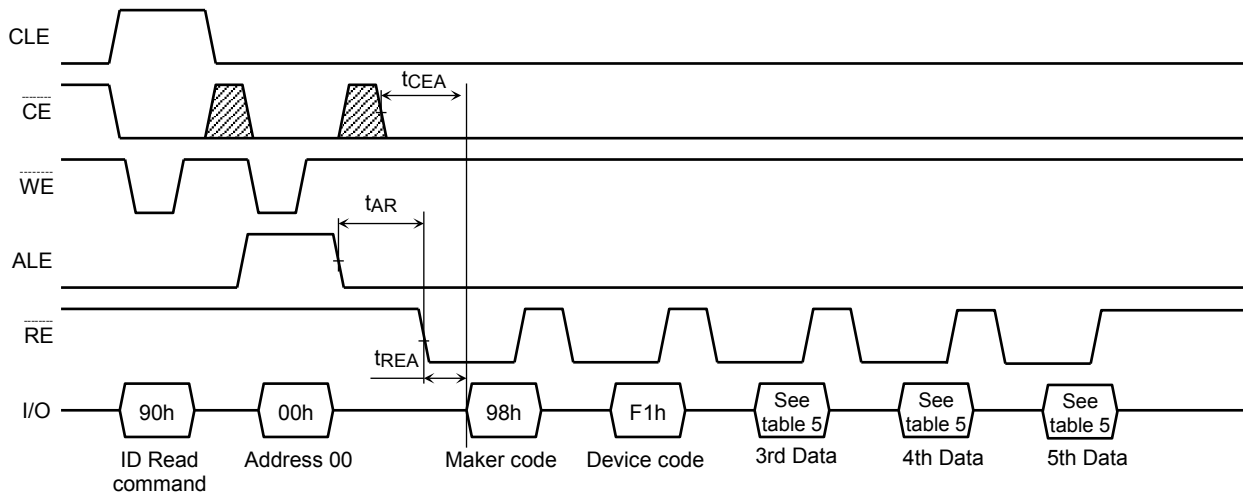 CLE
tCEA
CE
WE
tAR
ALE
RE
tREA
I/O
90h
00h
98h
F1h
See
table 5
See
table 5
See
table 5
ID Read
command
Address 00
Maker code
Device code
3rd Data
4th Data
5th Data